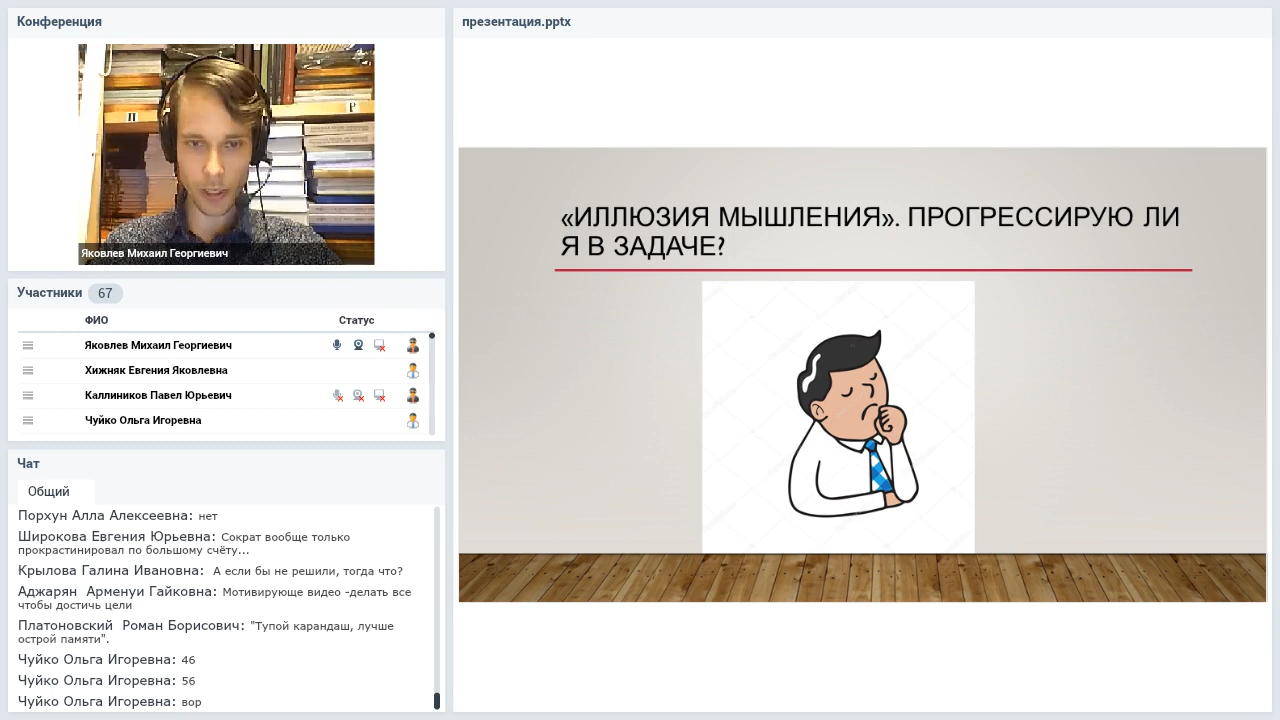 Конференция
П
Р
Яковлев Михаил Георгиевич
Участники 67
ФИО Статус
Яковлев Михаил Георгиевич
Хижняк Евгения Яковлевна
Каллиников Павел Юрьевич
Чуйко Ольга Игоревна
Чат
Общий
Порхун Алла Алексеевна: нет
Широкова Евгения Юрьевна: Сократ вообще только
прокрастинировал по большому счёту...
Крылова Галина Ивановна: А если бы не решили, тогда что?
Аджарян Арменуи Гайковна: Мотивирующе видео -делать все
чтобы достичь цели
Платоновский Роман Борисович: "Тупой карандаш, лучше
острой памяти".
Чуйко Ольга Игоревна: 46
Чуйко Ольга Игоревна: 56
Чуйко Ольга Игоревна: вор
презентация.pptx
«ИЛЛЮЗИЯ МЫШЛЕНИЯ». ПРОГРЕССИРУЮ ЛИ
Я В ЗАДАЧЕ?